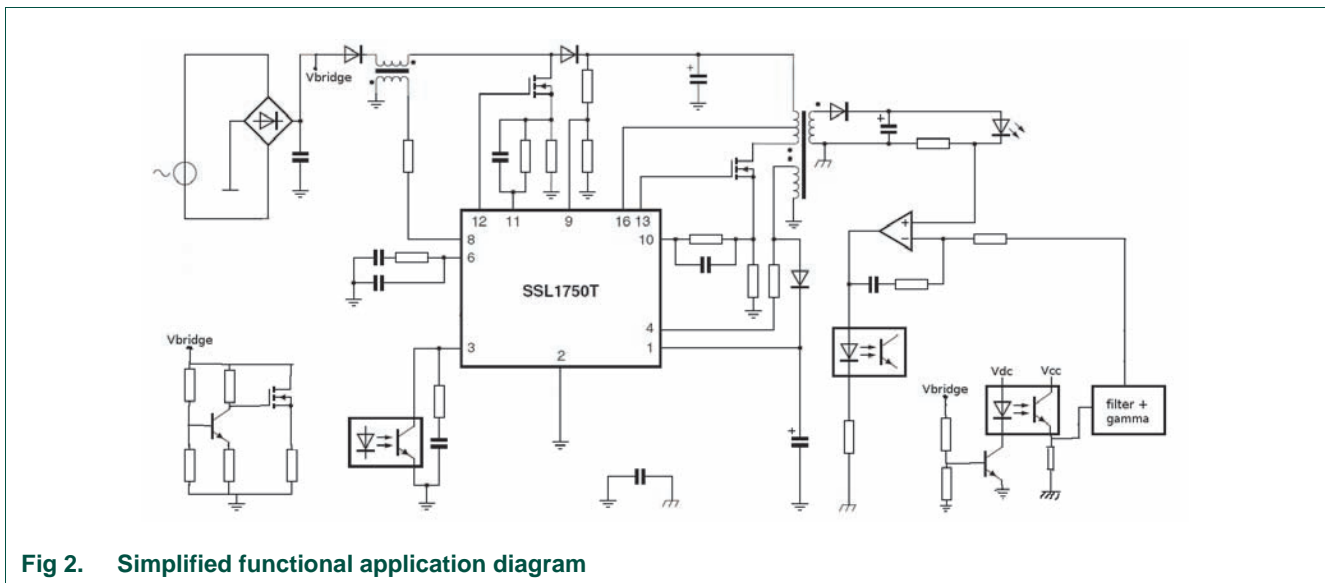 Vbridge
12 11 9 16 13
8
10
6
SSL1750T
4
1
3
2
Vbridge
+
+
+
−
+
Vbridge
Vdc
Vcc
filter +
gamma
Fig 2. Simplified functional application diagram